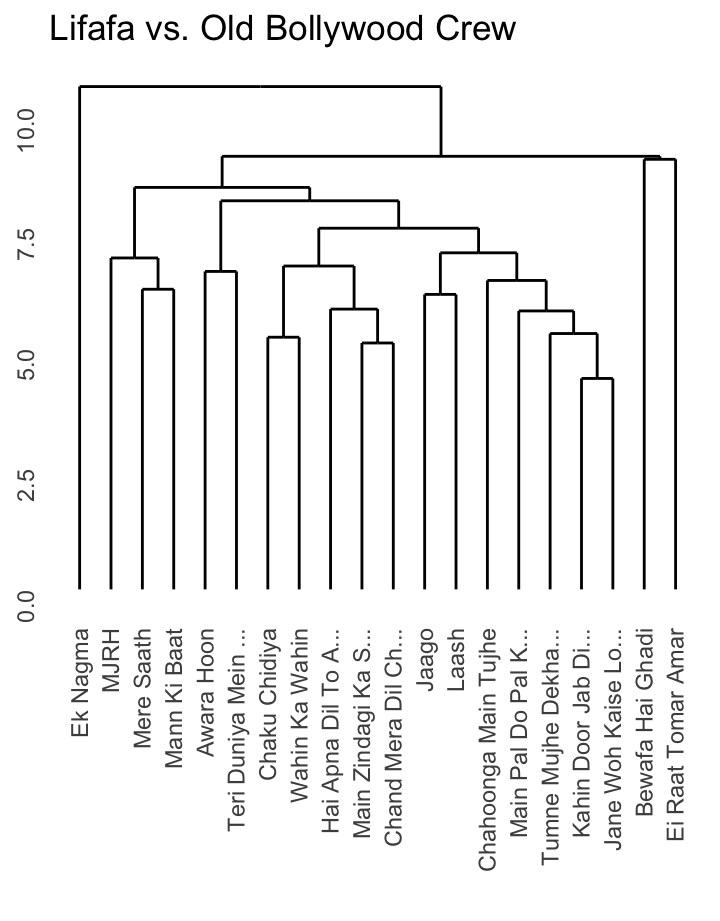 Lifafa vs. Old Bollywood Crew
10.0
7.5
5.0
2.5
0.0
Ek Nagma
MJRH
Mere Saath
Mann Ki Baat
Awara Hoon
Teri Duniya Mein ...
Chaku Chidiya
Wahin Ka Wahin
Hai Apna Dil To A...
Main Zindagi Ka S...
Chand Mera Dil Ch...
Jaago
Laash
Chahoonga Main Tujhe
Main Pal Do Pal K...
Tumne Mujhe Dekha...
Kahin Door Jab Di...
Jane Woh Kaise Lo...
Bewafa Hai Ghadi
Ei Raat Tomar Amar